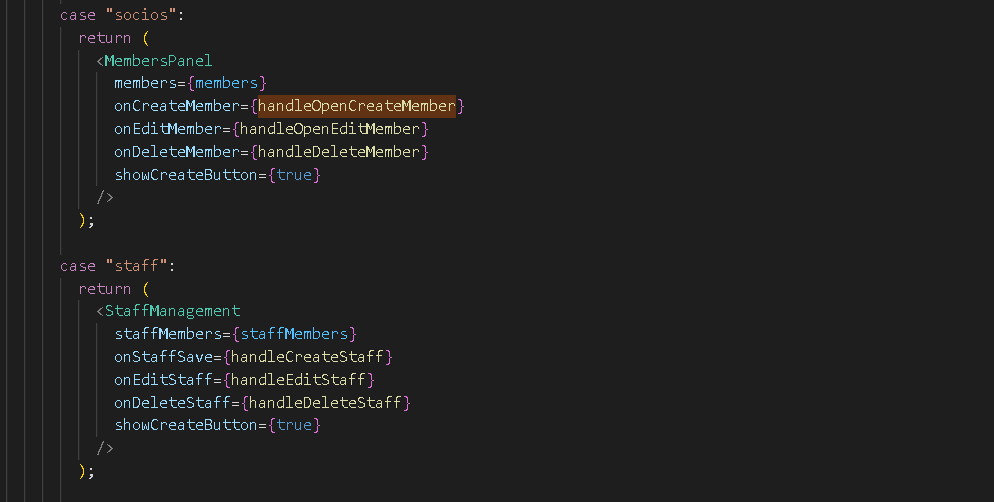 case "socios":
return (
<MembersPanel
members={members}
onCreateMember={handleOpenCreateMember}
onEditMember={handleOpenEditMember}
onDeleteMember={handleDeleteMember}
showCreateButton={true}
/>
);
case "staff":
return (
<StaffManagement
staffMembers={staffMembers}
onStaffSave={handleCreateStaff}
onEditStaff={handleEditStaff}
onDeleteStaff={handleDeleteStaff}
showCreateButton={true}
/>
);